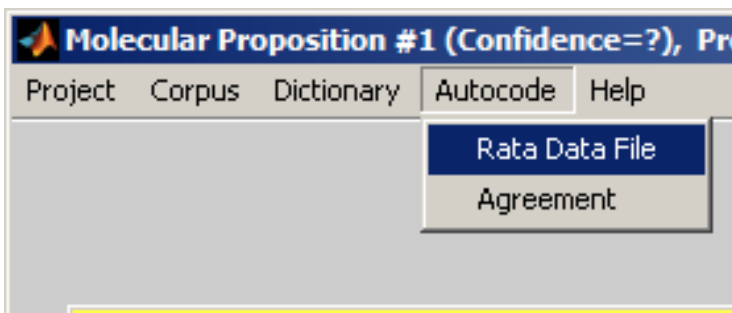 Molecular Proposition #1 (Confidence=?), Pr
Project Corpus Dictionary Autocode Help
Rata Data File
Agreement